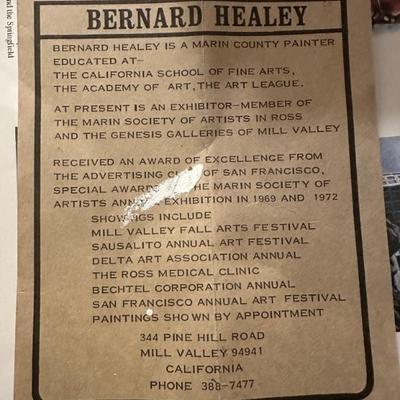 and the Springfield
BERNARD HEALEY
BERNARD HEALEY IS A MARIN COUNTY PAINTER
EDUCATED AT–
THE CALIFORNIA SCHOOL OF FINE ARTS,
THE ACADEMY OF ART, THE ART LEAGUE.
AT PRESENT IS AN EXHIBITOR-MEMBER OF
THE MARIN SOCIETY OF ARTISTS IN ROSS
AND THE GENESIS GALLERIES OF MILL VALLEY
RECEIVED AN AWARD OF EXCELLENCE FROM
THE ADVERTISING OF SAN FRANCISCO,
SPECIAL THE MARIN SOCIETY OF
ARTISTS EXHIBITION IN 1969 AND 1972
SHOWINGS INCLUDE
MILL VALLEY FALL ARTS FESTIVAL
SAUSALITO ANNUAL ART FESTIVAL
DELTA ART ASSOCIATION ANNUAL
THE ROSS MEDICAL CLINIC
BECHTEL CORPORATION ANNUAL
SAN FRANCISCO ANNUAL ART FESTIVAL
PAINTINGS SHOWN BY APPOINTMENT
344 PINE HILL ROAD
MILL VALLEY 94941
CALIFORNIA
PHONE 388-7477